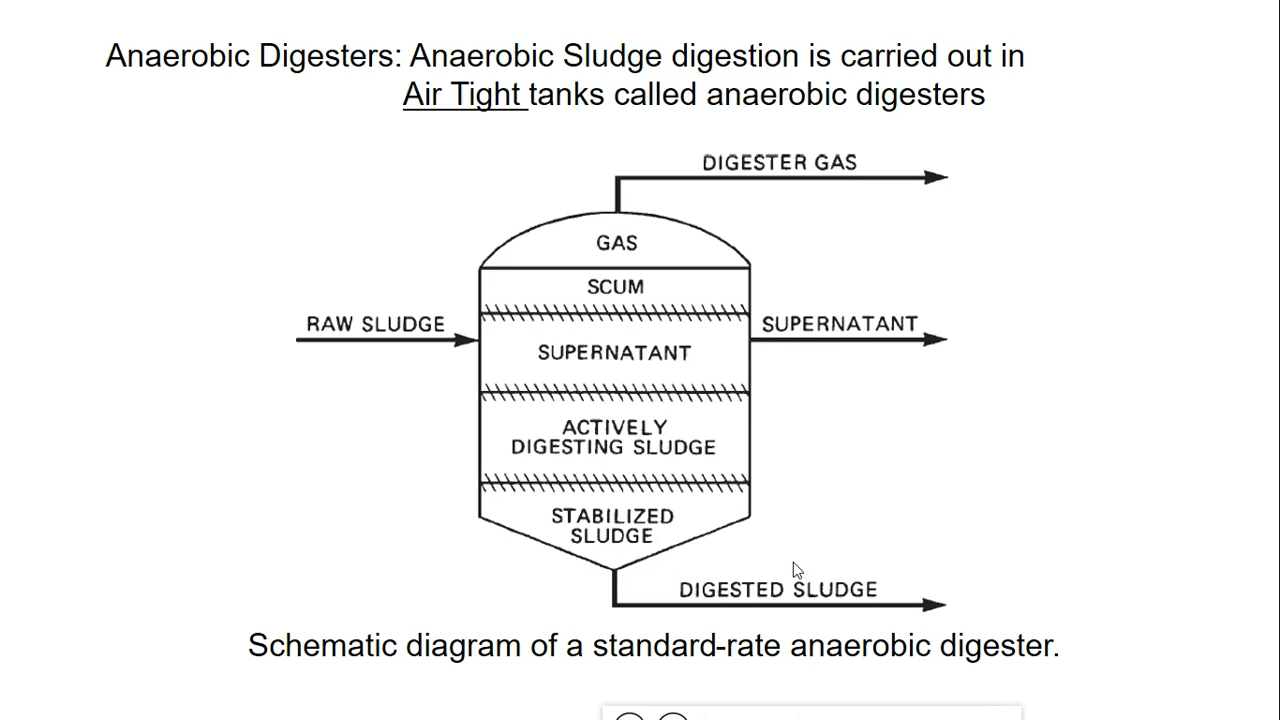 Anaerobic Digesters: Anaerobic Sludge digestion is carried out in
Air Tight tanks called anaerobic digesters
DIGESTER GAS
GAS
SCUM
RAW SLUDGE
SUPERNATANT
SUPERNATANT
ACTIVELY
DIGESTING SLUDGE
STABILIZED
SLUDGE
DIGESTED SLUDGE
Schematic diagram of a standard-rate anaerobic digester.